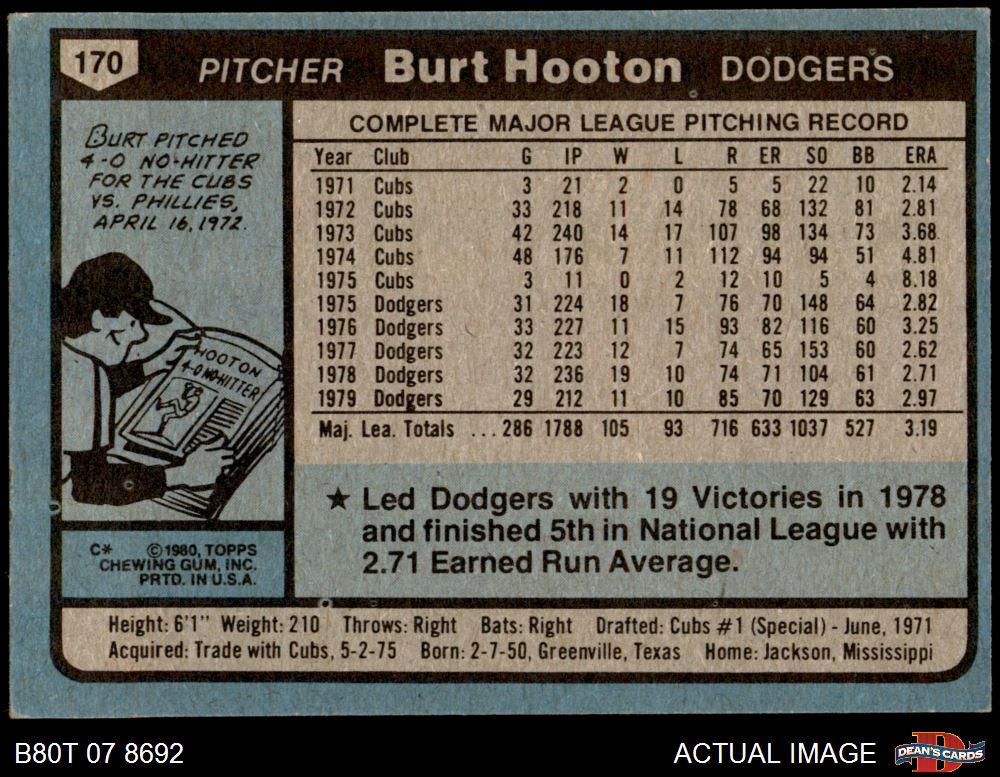 170 PITCHER Burt Hooton DODGERS
BURT PITCHED
4-0 NO-HITTER
FOR THE CUBS
VS. PHILLIES,
APRIL 16, 1972.
HOOTON
4-0 NO-HITTER
C* ©1980, TOPPS
CHEWING GUM, INC.
PRTD. IN U.S.A.
COMPLETE MAJOR LEAGUE PITCHING RECORD
Year Club G IP W L R ER SO BB ERA
1971 Cubs 3 21 2 0 5 5 22 10 2.14
1972 Cubs 33 218 11 14 78 68 132 81 2.81
1973 Cubs 42 240 14 17 107 98 134 73 3.68
1974 Cubs 48 176 7 11 112 94 94 51 4.81
1975 Cubs 3 11 0 2 12 10 5 4 8.18
1975 Dodgers 31 224 18 7 76 70 148 64 2.82
1976 Dodgers 33 227 11 15 93 82 116 60 3.25
1977 Dodgers 32 223 12 7 74 65 153 60 2.62
1978 Dodgers 32 236 19 10 74 71 104 61 2.71
1979 Dodgers 29 212 11 10 85 70 129 63 2.97
Maj. Lea. Totals ...286 1788 105 93 716 633 1037 527 3.19
★ Led Dodgers with 19 Victories in 1978
and finished 5th in National League with
2.71 Earned Run Average.
Height: 6'1" Weight: 210 Throws: Right Bats: Right Drafted: Cubs #1 (Special) - June, 1971
Acquired: Trade with Cubs, 5-2-75 Born: 2-7-50, Greenville, Texas Home: Jackson, Mississippi
B80T 07 8692 ACTUAL IMAGE D DEAN'S CARDS